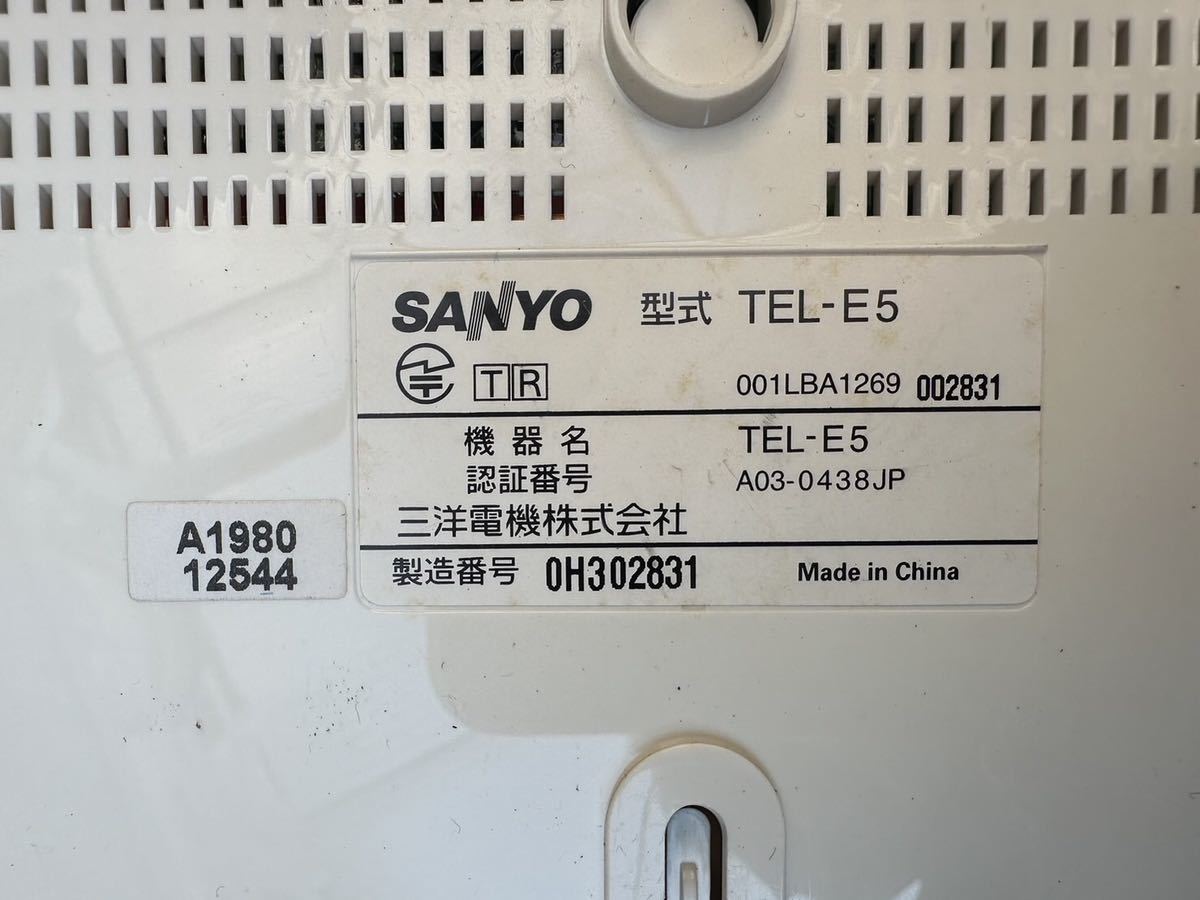 SANYO 型式 TEL-E5
T R 001LBA1269 002831
機器名 TEL-E5
認証番号 A03-0438JP
三洋電機株式会社
製造番号 0H302831 Made in China
A1980
12544